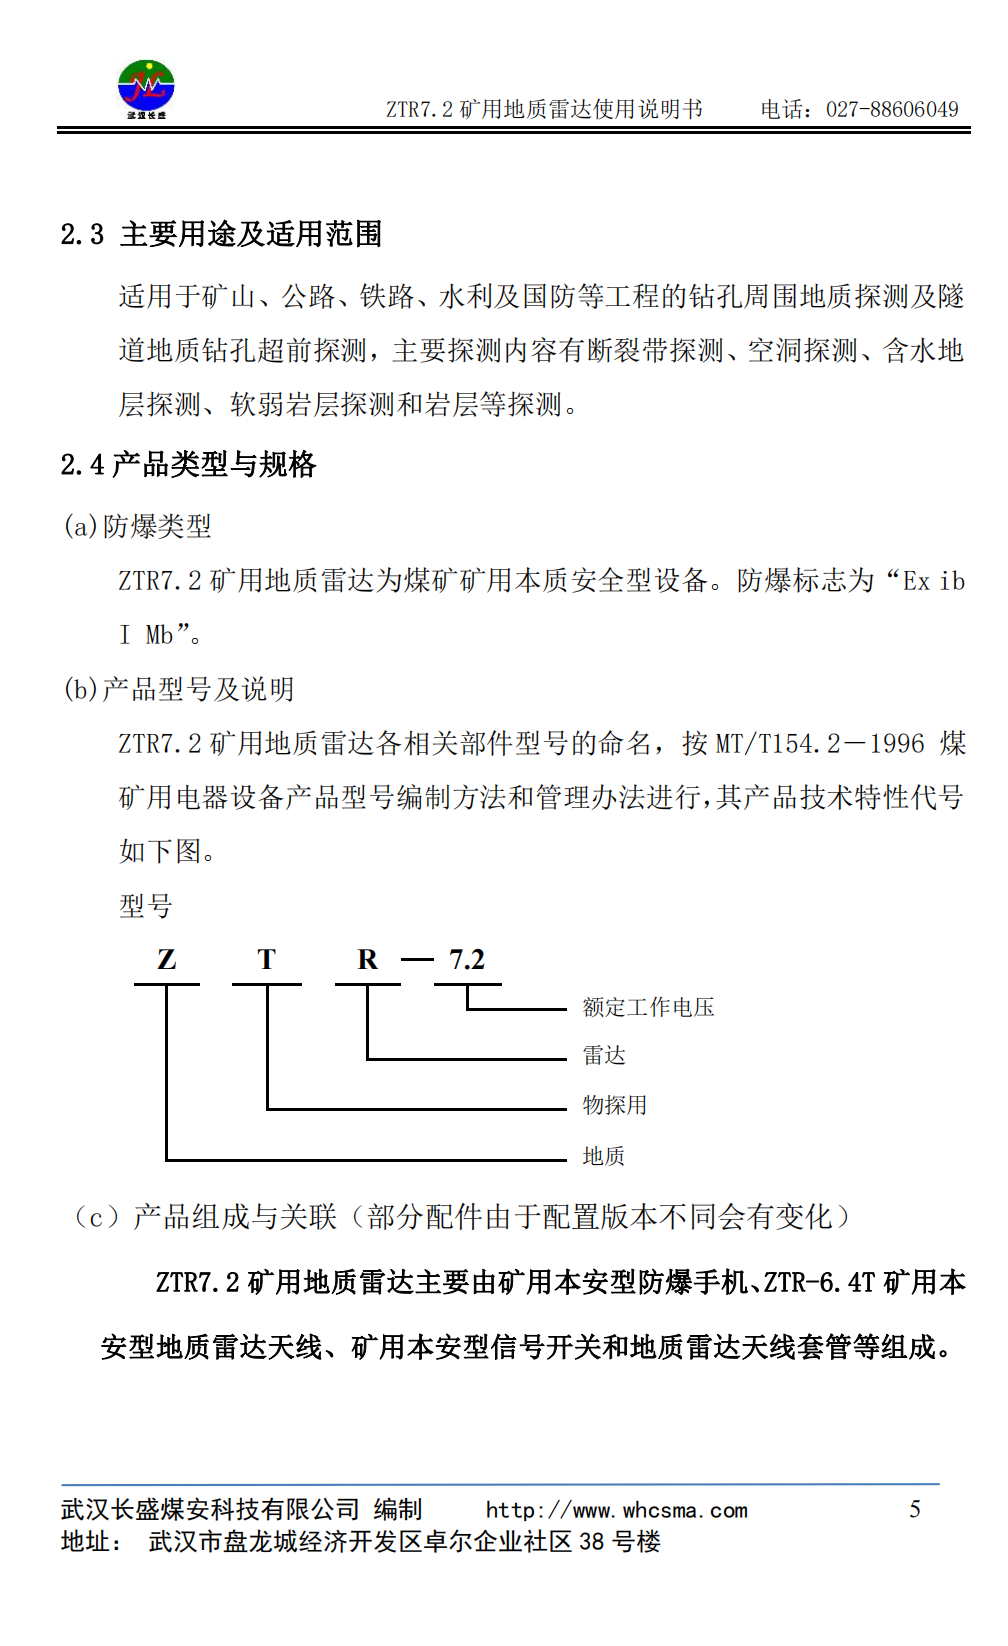 JL
武汉长盛
ZTR7.2矿用地质雷达使用说明书 电话：027-88606049
2.3 主要用途及适用范围
适用于矿山、公路、铁路、水利及国防等工程的钻孔周围地质探测及隧
道地质钻孔超前探测，主要探测内容有断裂带探测、空洞探测、含水地
层探测、软弱岩层探测和岩层等探测。
2.4产品类型与规格
(a)防爆类型
ZTR7.2矿用地质雷达为煤矿矿用本质安全型设备。防爆标志为“Ex ib
I Mb”。
(b)产品型号及说明
ZTR7.2矿用地质雷达各相关部件型号的命名，按MT/T154.2－1996 煤
矿用电器设备产品型号编制方法和管理办法进行，其产品技术特性代号
如下图。
型号
Z T R — 7.2
额定工作电压
雷达
物探用
地质
（c）产品组成与关联（部分配件由于配置版本不同会有变化）
ZTR7.2矿用地质雷达主要由矿用本安型防爆手机、ZTR-6.4T矿用本
安型地质雷达天线、矿用本安型信号开关和地质雷达天线套管等组成。
武汉长盛煤安科技有限公司 编制 http://www.whcsma.com 5
地址： 武汉市盘龙城经济开发区卓尔企业社区38号楼